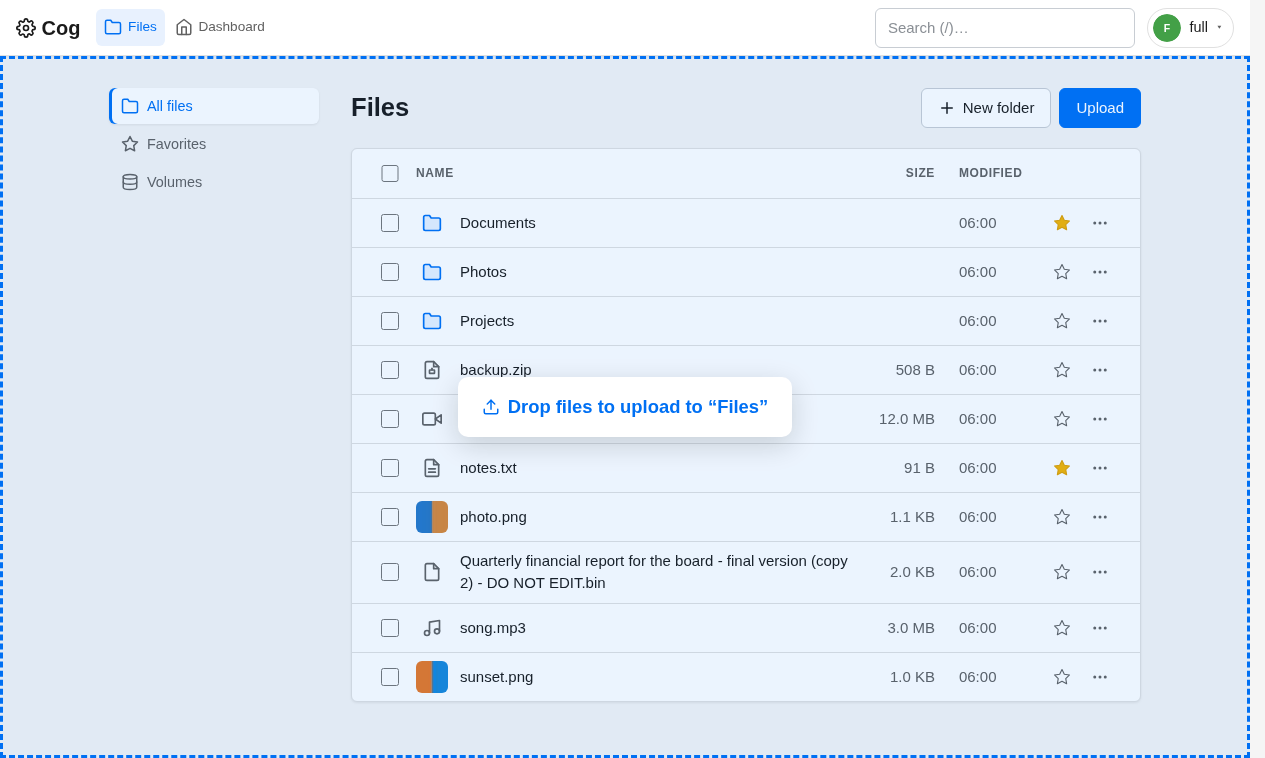 Cog
Files
Dashboard
Search (/)…
F
full
All files
Favorites
Volumes
Files
New folder
Upload
NAME
SIZE
MODIFIED
Documents
06:00
Photos
06:00
Projects
06:00
backup.zip
508 B
06:00
Drop files to upload to “Files”
12.0 MB
06:00
notes.txt
91 B
06:00
photo.png
1.1 KB
06:00
Quarterly financial report for the board - final version (copy
2) - DO NOT EDIT.bin
2.0 KB
06:00
song.mp3
3.0 MB
06:00
sunset.png
1.0 KB
06:00